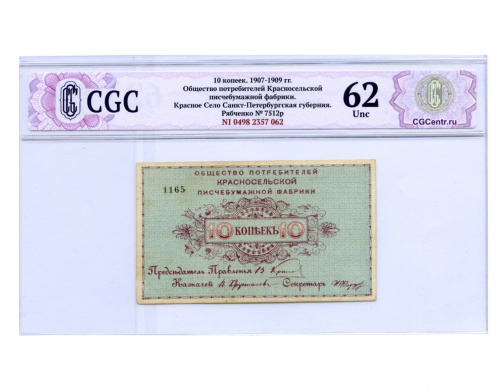 CGC
10 копеек. 1907-1909 гг.
Общество потребителей Красносельской
писчебумажной фабрики.
Красное Село Санкт-Петербургская губерния.
Рябченко № 7512р
NI 0498 2357 062
62
Unc
CGCentr.ru
ОБЩЕСТВО ПОТРЕБИТЕЛЕЙ
КРАСНОСЕЛЬСКОЙ
ПИСЧЕБУМАЖНОЙ ФАБРИКИ
1165
10 КОПѢЕКЪ 10
Предсѣдатель Правленія
Казначей
Секретарь